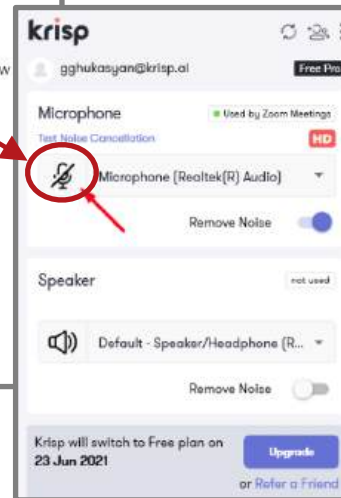 krisp
gghukasyan@krisp.ai Free Pro
Microphone Used by Zoom Meetings
Test Noise Cancellation HD
Microphone (Realtek(R) Audio)
Remove Noise
Speaker not used
Default - Speaker/Headphone (R...
Remove Noise
Krisp will switch to Free plan on
23 Jun 2021
Upgrade
or Refer a Friend